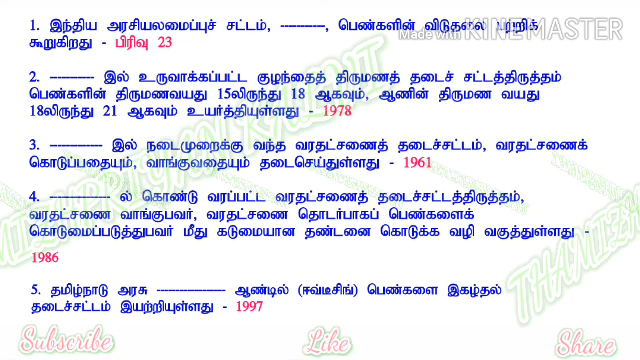 Made with KINEMASTER
1. இந்திய அரசியலமைப்புச் சட்டம், -----------, பெண்களின் விடுதலை பற்றிக்
கூறுகிறது - பிரிவு 23
2. ----------- இல் உருவாக்கப்பட்ட குழந்தைத் திருமணத் தடைச் சட்டத்திருத்தம்
பெண்களின் திருமணவயது 15லிருந்து 18 ஆகவும், ஆணின் திருமண வயது
18லிருந்து 21 ஆகவும் உயர்த்தியுள்ளது - 1978
3. ------------- இல் நடைமுறைக்கு வந்த வரதட்சணைத் தடைச்சட்டம், வரதட்சணைக்
கொடுப்பதையும், வாங்குவதையும் தடைசெய்துள்ளது - 1961
4. --------------- ல் கொண்டு வரப்பட்ட வரதட்சணைத் தடைச்சட்டத்திருத்தம்,
வரதட்சணை வாங்குபவர், வரதட்சணை தொடர்பாகப் பெண்களைக்
கொடுமைப்படுத்துபவர் மீது கடுமையான தண்டனை கொடுக்க வழி வகுத்துள்ளது -
1986
5. தமிழ்நாடு அரசு ----------------- ஆண்டில் (ஈவ்டீசிங்) பெண்களை இகழ்தல்
தடைச்சட்டம் இயற்றியுள்ளது - 1997
Subscribe Like Share